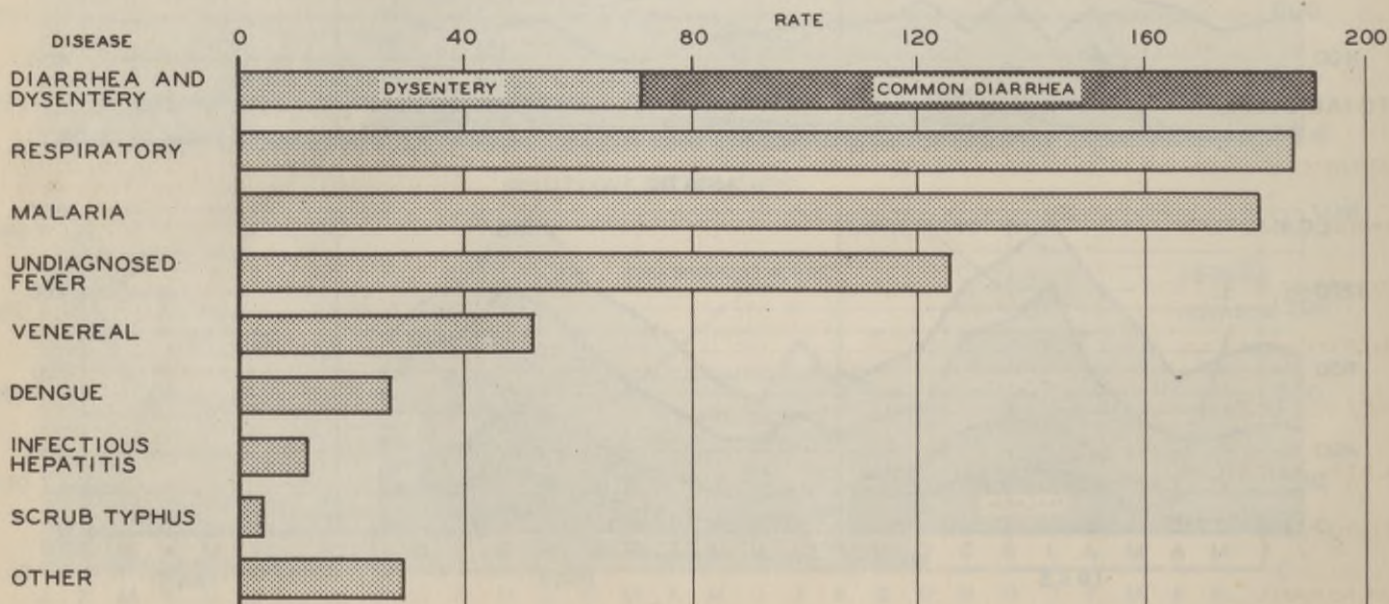 RATE
DISEASE 0 40 80 120 160 200
DIARRHEA AND
DYSENTERY
DYSENTERY COMMON DIARRHEA
RESPIRATORY
MALARIA
UNDIAGNOSED
FEVER
VENEREAL
DENGUE
INFECTIOUS
HEPATITIS
SCRUB TYPHUS
OTHER